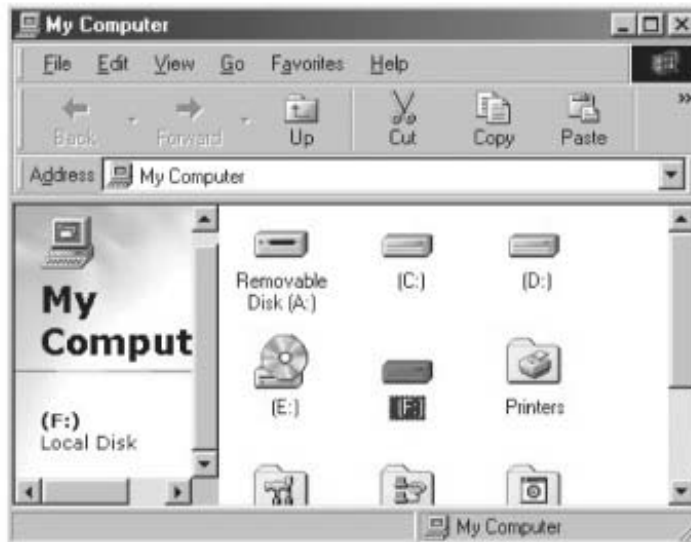 My Computer
File Edit View Go Favorites Help
Back Forward Up Cut Copy Paste »
Address My Computer
My
Comput
(F:)
Local Disk
Removable
Disk (A:)
(C:)
(D:)
(E:)
(F:)
Printers
My Computer